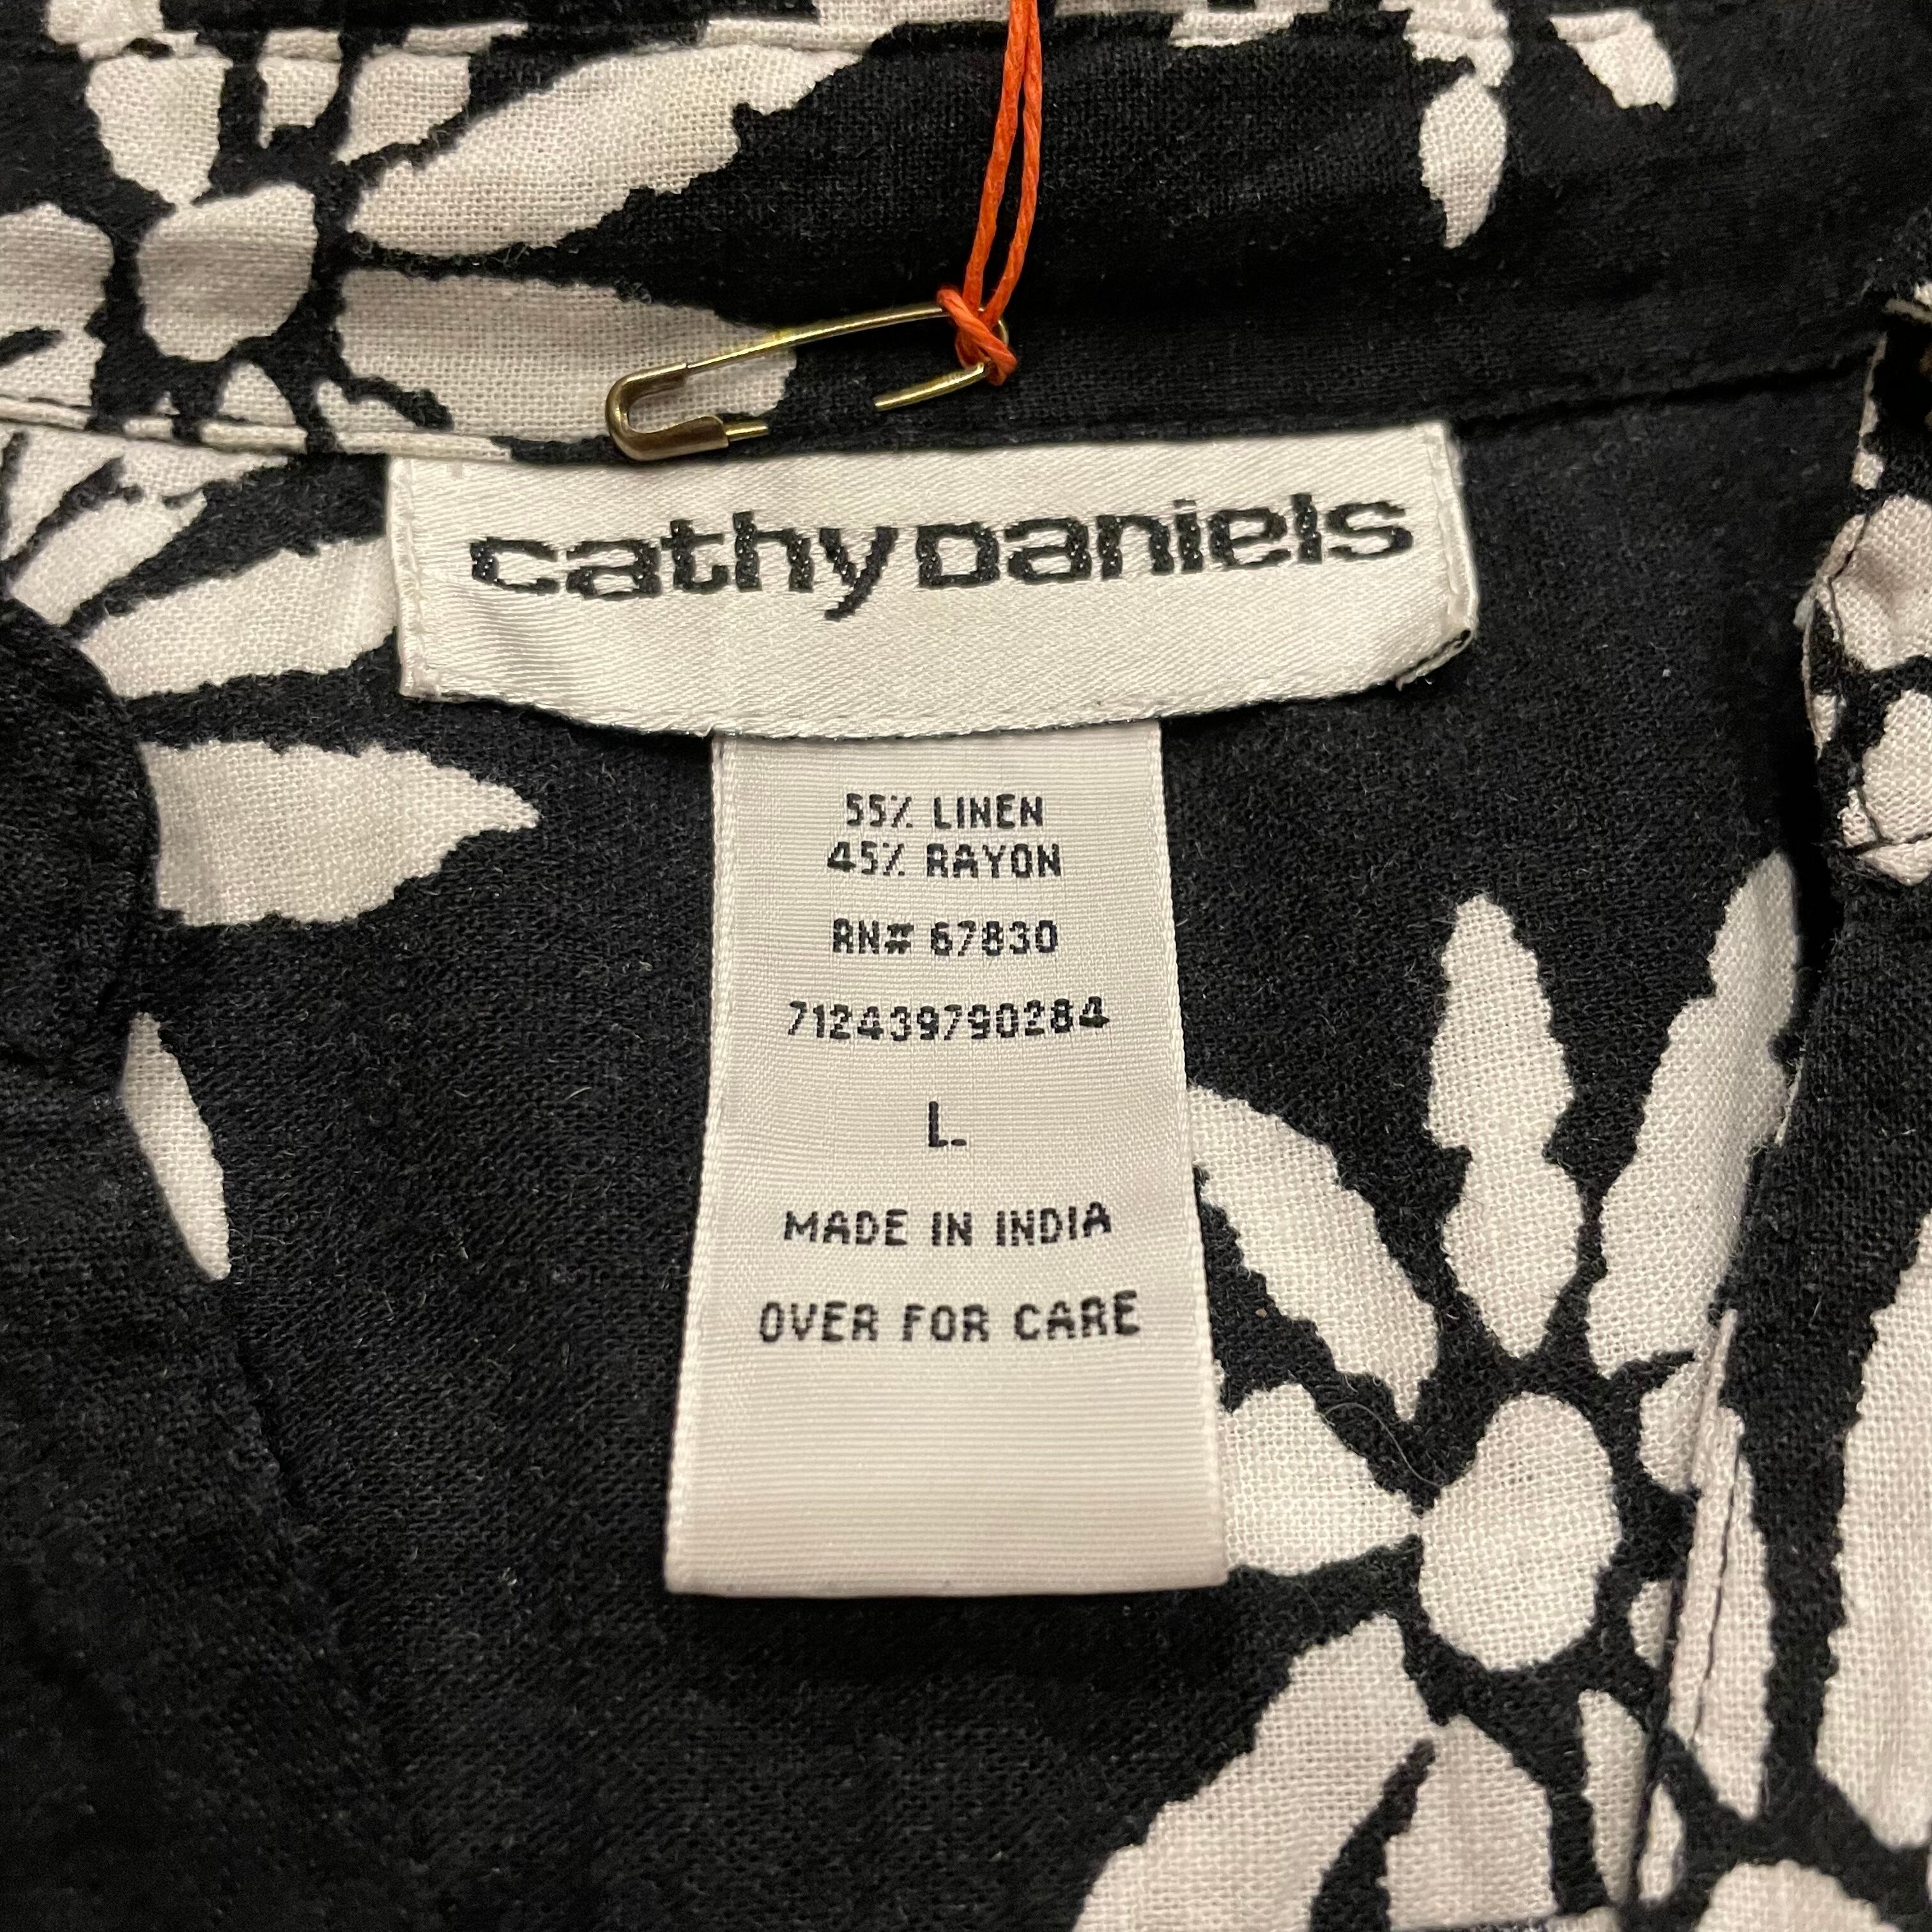 cathy Daniels
55% LINEN
45% RAYON
RN# 67830
712439790284
L
MADE IN INDIA
OVER FOR CARE